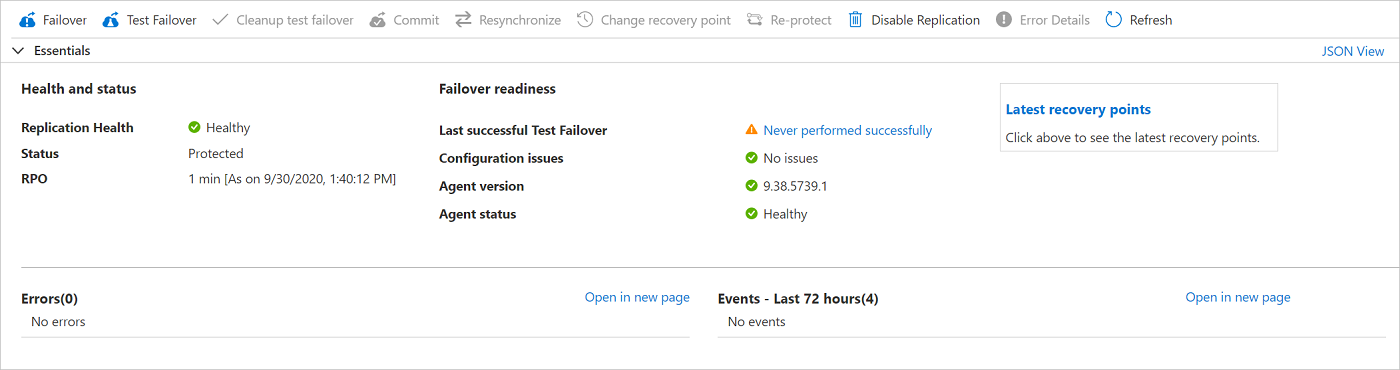 Failover Test Failover Cleanup test failover Commit Resynchronize Change recovery point Re-protect Disable Replication Error Details Refresh
Essentials JSON View
Health and status
Replication Health Healthy
Status Protected
RPO 1 min [As on 9/30/2020, 1:40:12 PM]
Failover readiness
Last successful Test Failover Never performed successfully
Configuration issues No issues
Agent version 9.38.5739.1
Agent status Healthy
Latest recovery points
Click above to see the latest recovery points.
Errors(0) Open in new page
No errors
Events - Last 72 hours(4) Open in new page
No events